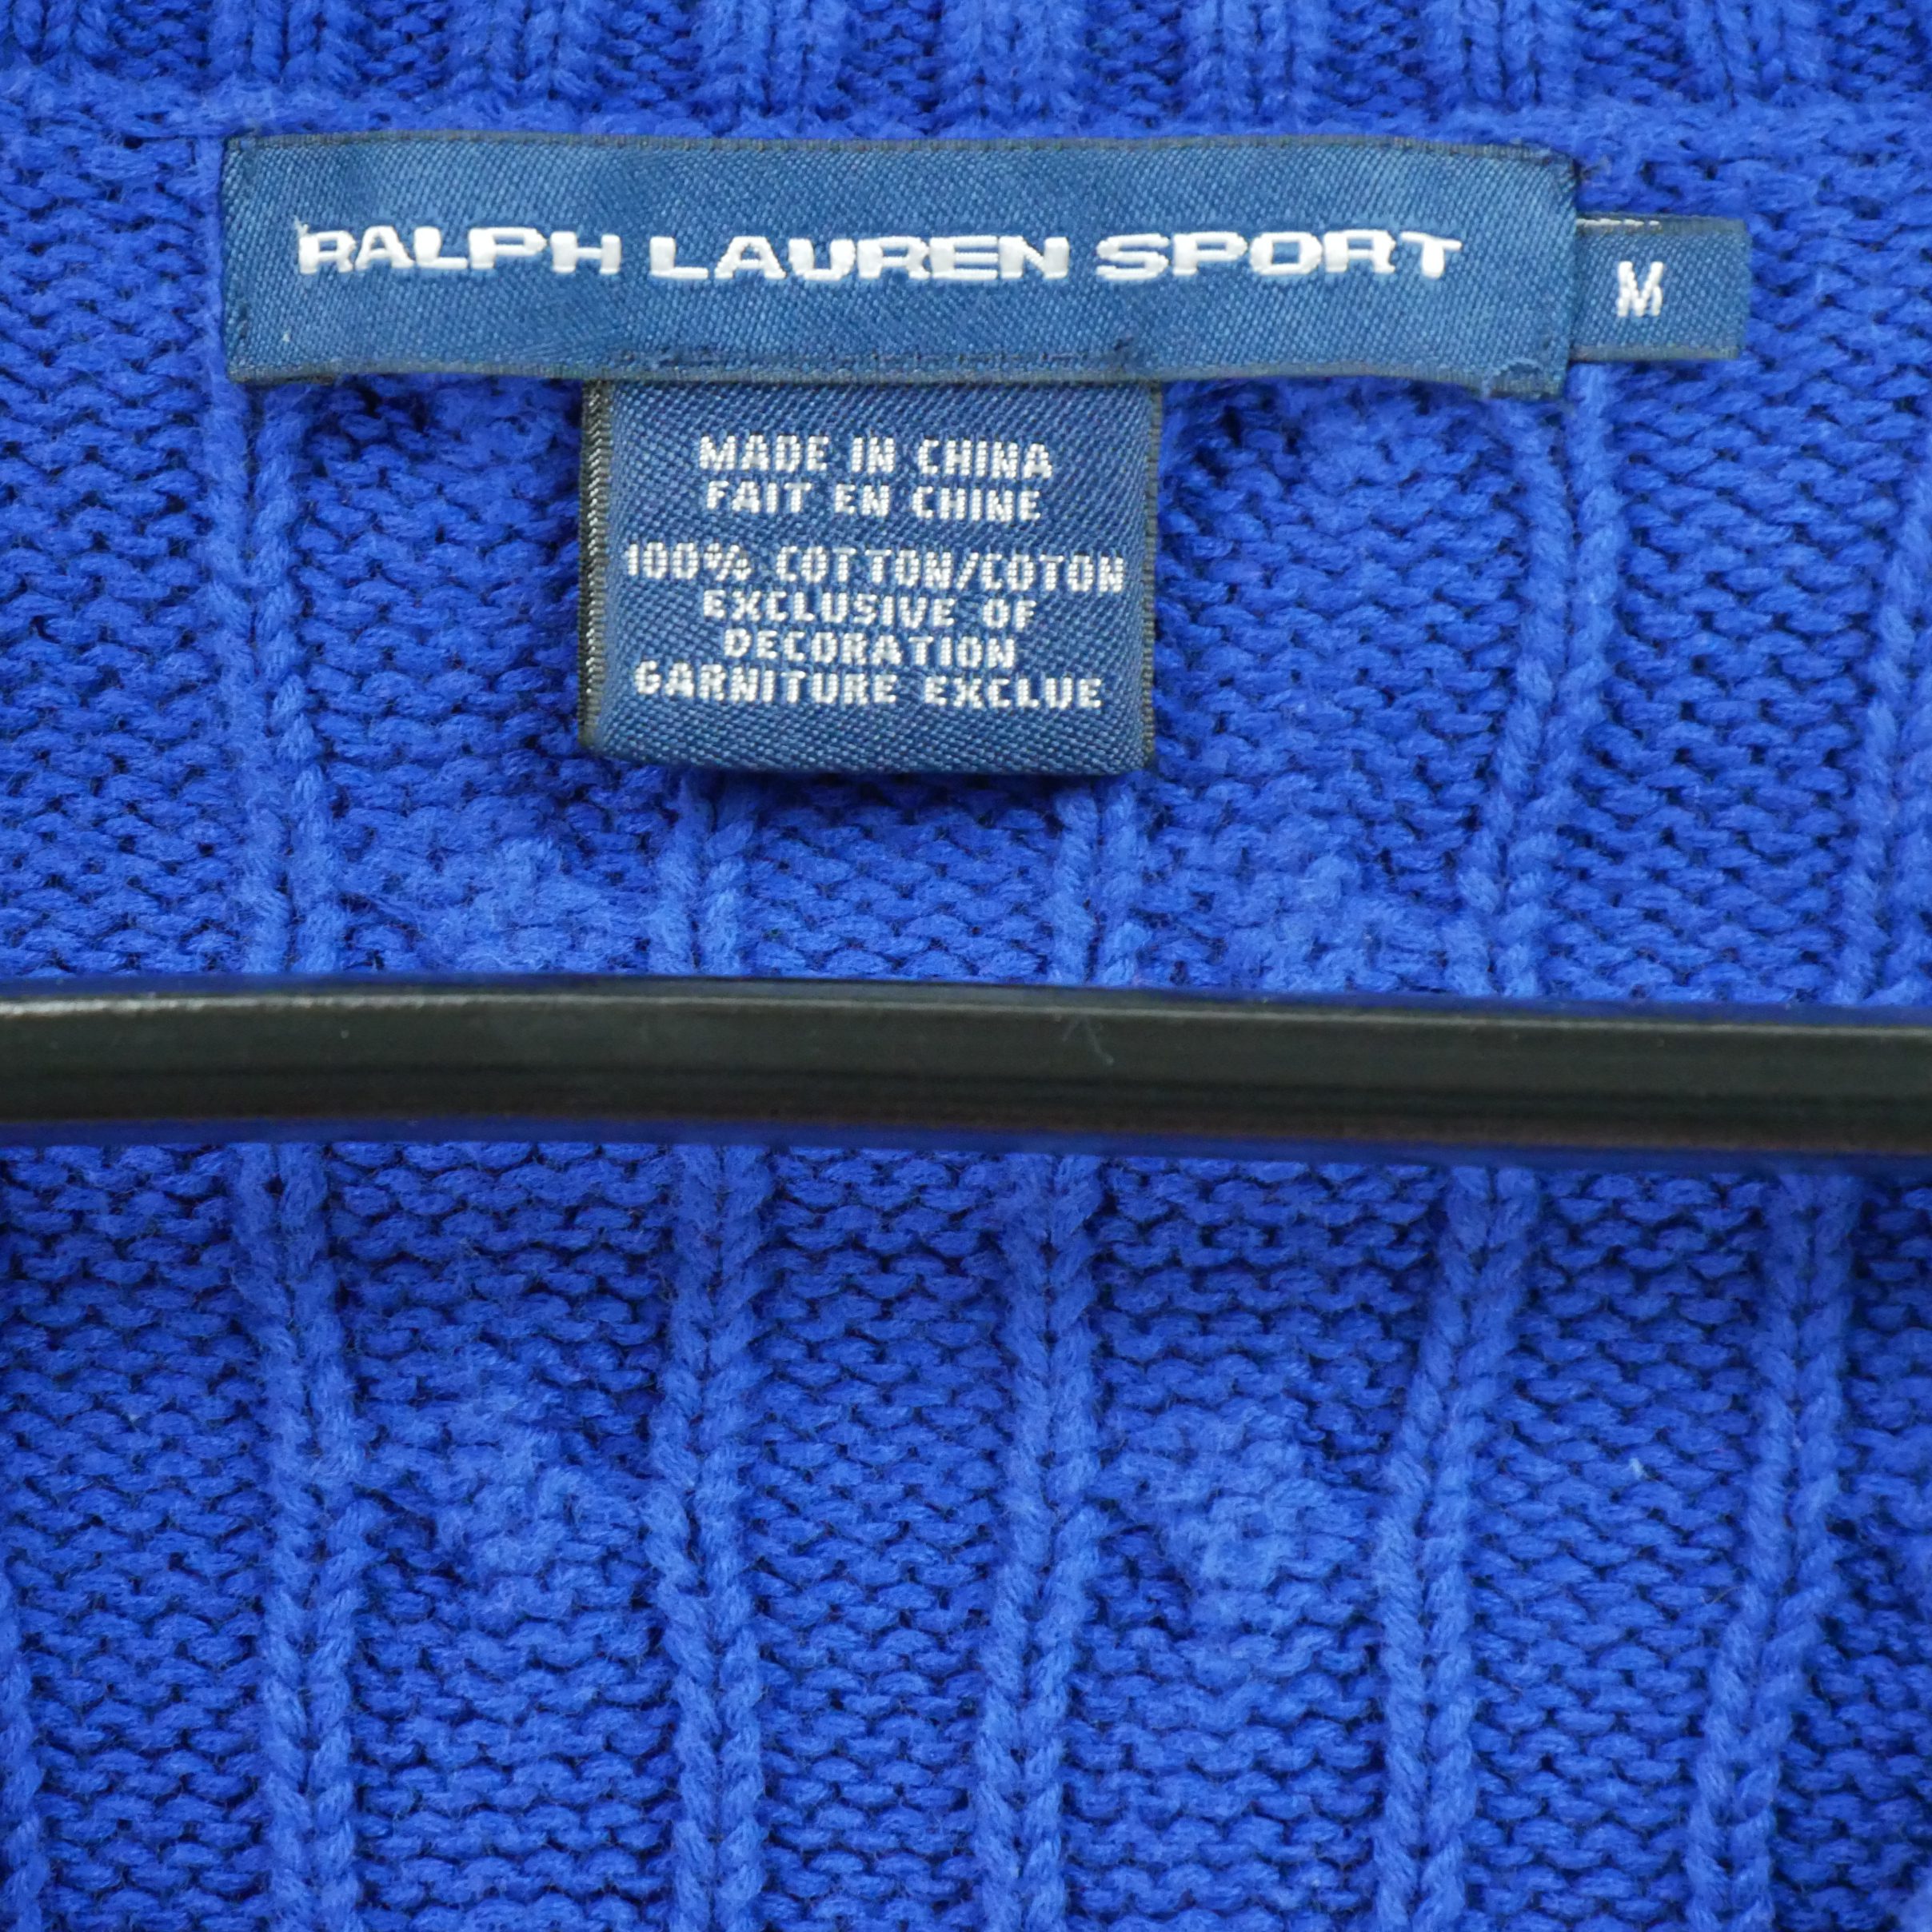 RALPH LAUREN SPORT
M
MADE IN CHINA
FAIT EN CHINE
100% COTTON/COTON
EXCLUSIVE OF
DECORATION
GARNITURE EXCLUE